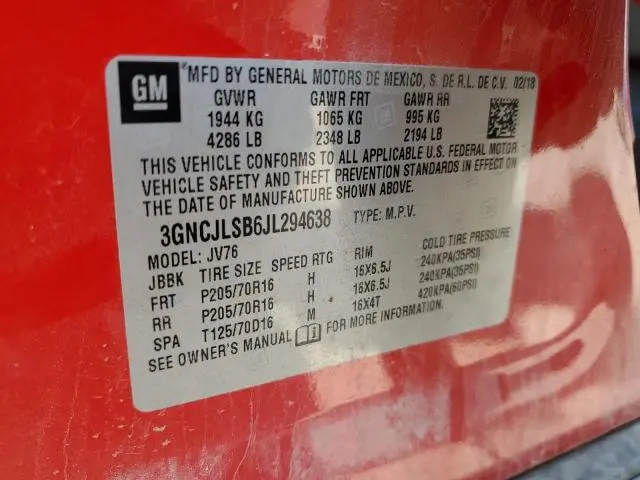 GM
MFD BY GENERAL MOTORS DE MEXICO, S. DE R.L. DE C.V. 02/18
GVWR GAWR FRT GAWR RR
1944 KG 1065 KG 995 KG
4286 LB 2348 LB 2194 LB
THIS VEHICLE CONFORMS TO ALL APPLICABLE U.S. FEDERAL MOTOR
VEHICLE SAFETY AND THEFT PREVENTION STANDARDS IN EFFECT ON
THE DATE OF MANUFACTURE SHOWN ABOVE.
3GNCJLSB6JL294638 TYPE: M.P.V.
MODEL: JV76
JBBK TIRE SIZE SPEED RTG RIM COLD TIRE PRESSURE
FRT P205/70R16 H 16X6.5J 240KPA(35PSI)
RR P205/70R16 H 16X6.5J 240KPA(35PSI)
SPA T125/70D16 M 16X4T 420KPA(60PSI)
SEE OWNER'S MANUAL FOR MORE INFORMATION.